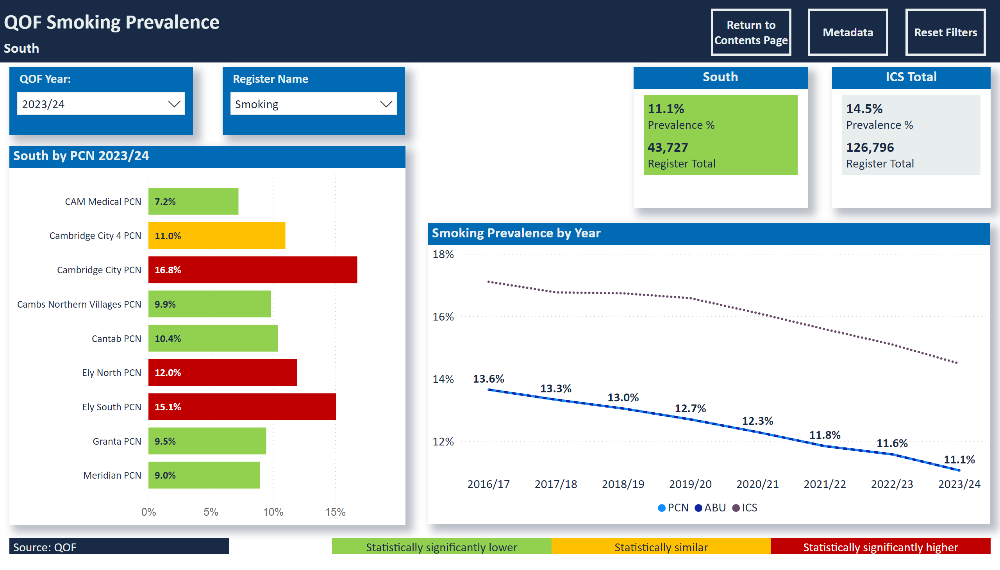 QOF Smoking Prevalence
South
Return to
Contents Page
Metadata
Reset Filters
QOF Year:
2023/24
Register Name
Smoking
South
11.1%
Prevalence %
43,727
Register Total
ICS Total
14.5%
Prevalence %
126,796
Register Total
South by PCN 2023/24
CAM Medical PCN 7.2%
Cambridge City 4 PCN 11.0%
Cambridge City PCN 16.8%
Cambs Northern Villages PCN 9.9%
Cantab PCN 10.4%
Ely North PCN 12.0%
Ely South PCN 15.1%
Granta PCN 9.5%
Meridian PCN 9.0%
0% 5% 10% 15%
Smoking Prevalence by Year
18%
16%
14%
12%
13.6%
13.3%
13.0%
12.7%
12.3%
11.8%
11.6%
11.1%
2016/17 2017/18 2018/19 2019/20 2020/21 2021/22 2022/23 2023/24
PCN ABU ICS
Source: QOF
Statistically significantly lower
Statistically similar
Statistically significantly higher